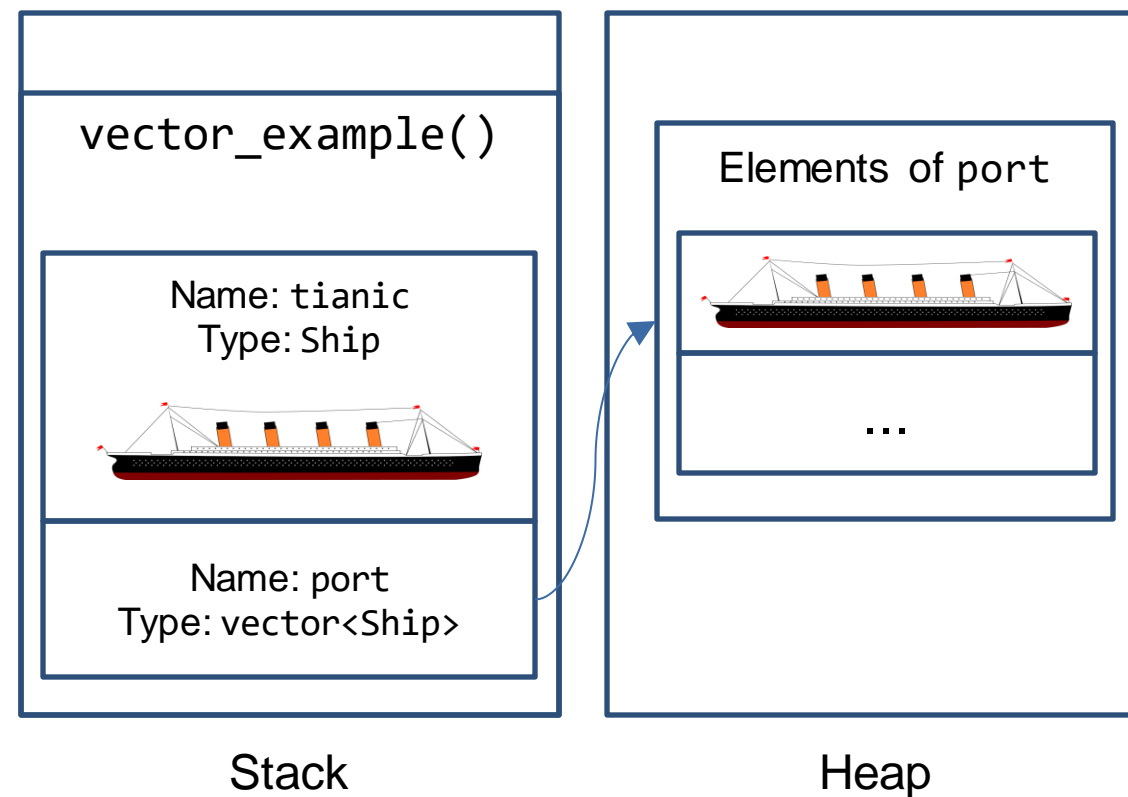 vector_example()
Name: tianic
Type: Ship
Name: port
Type: vector<Ship>
Stack
Elements of port
...
Heap